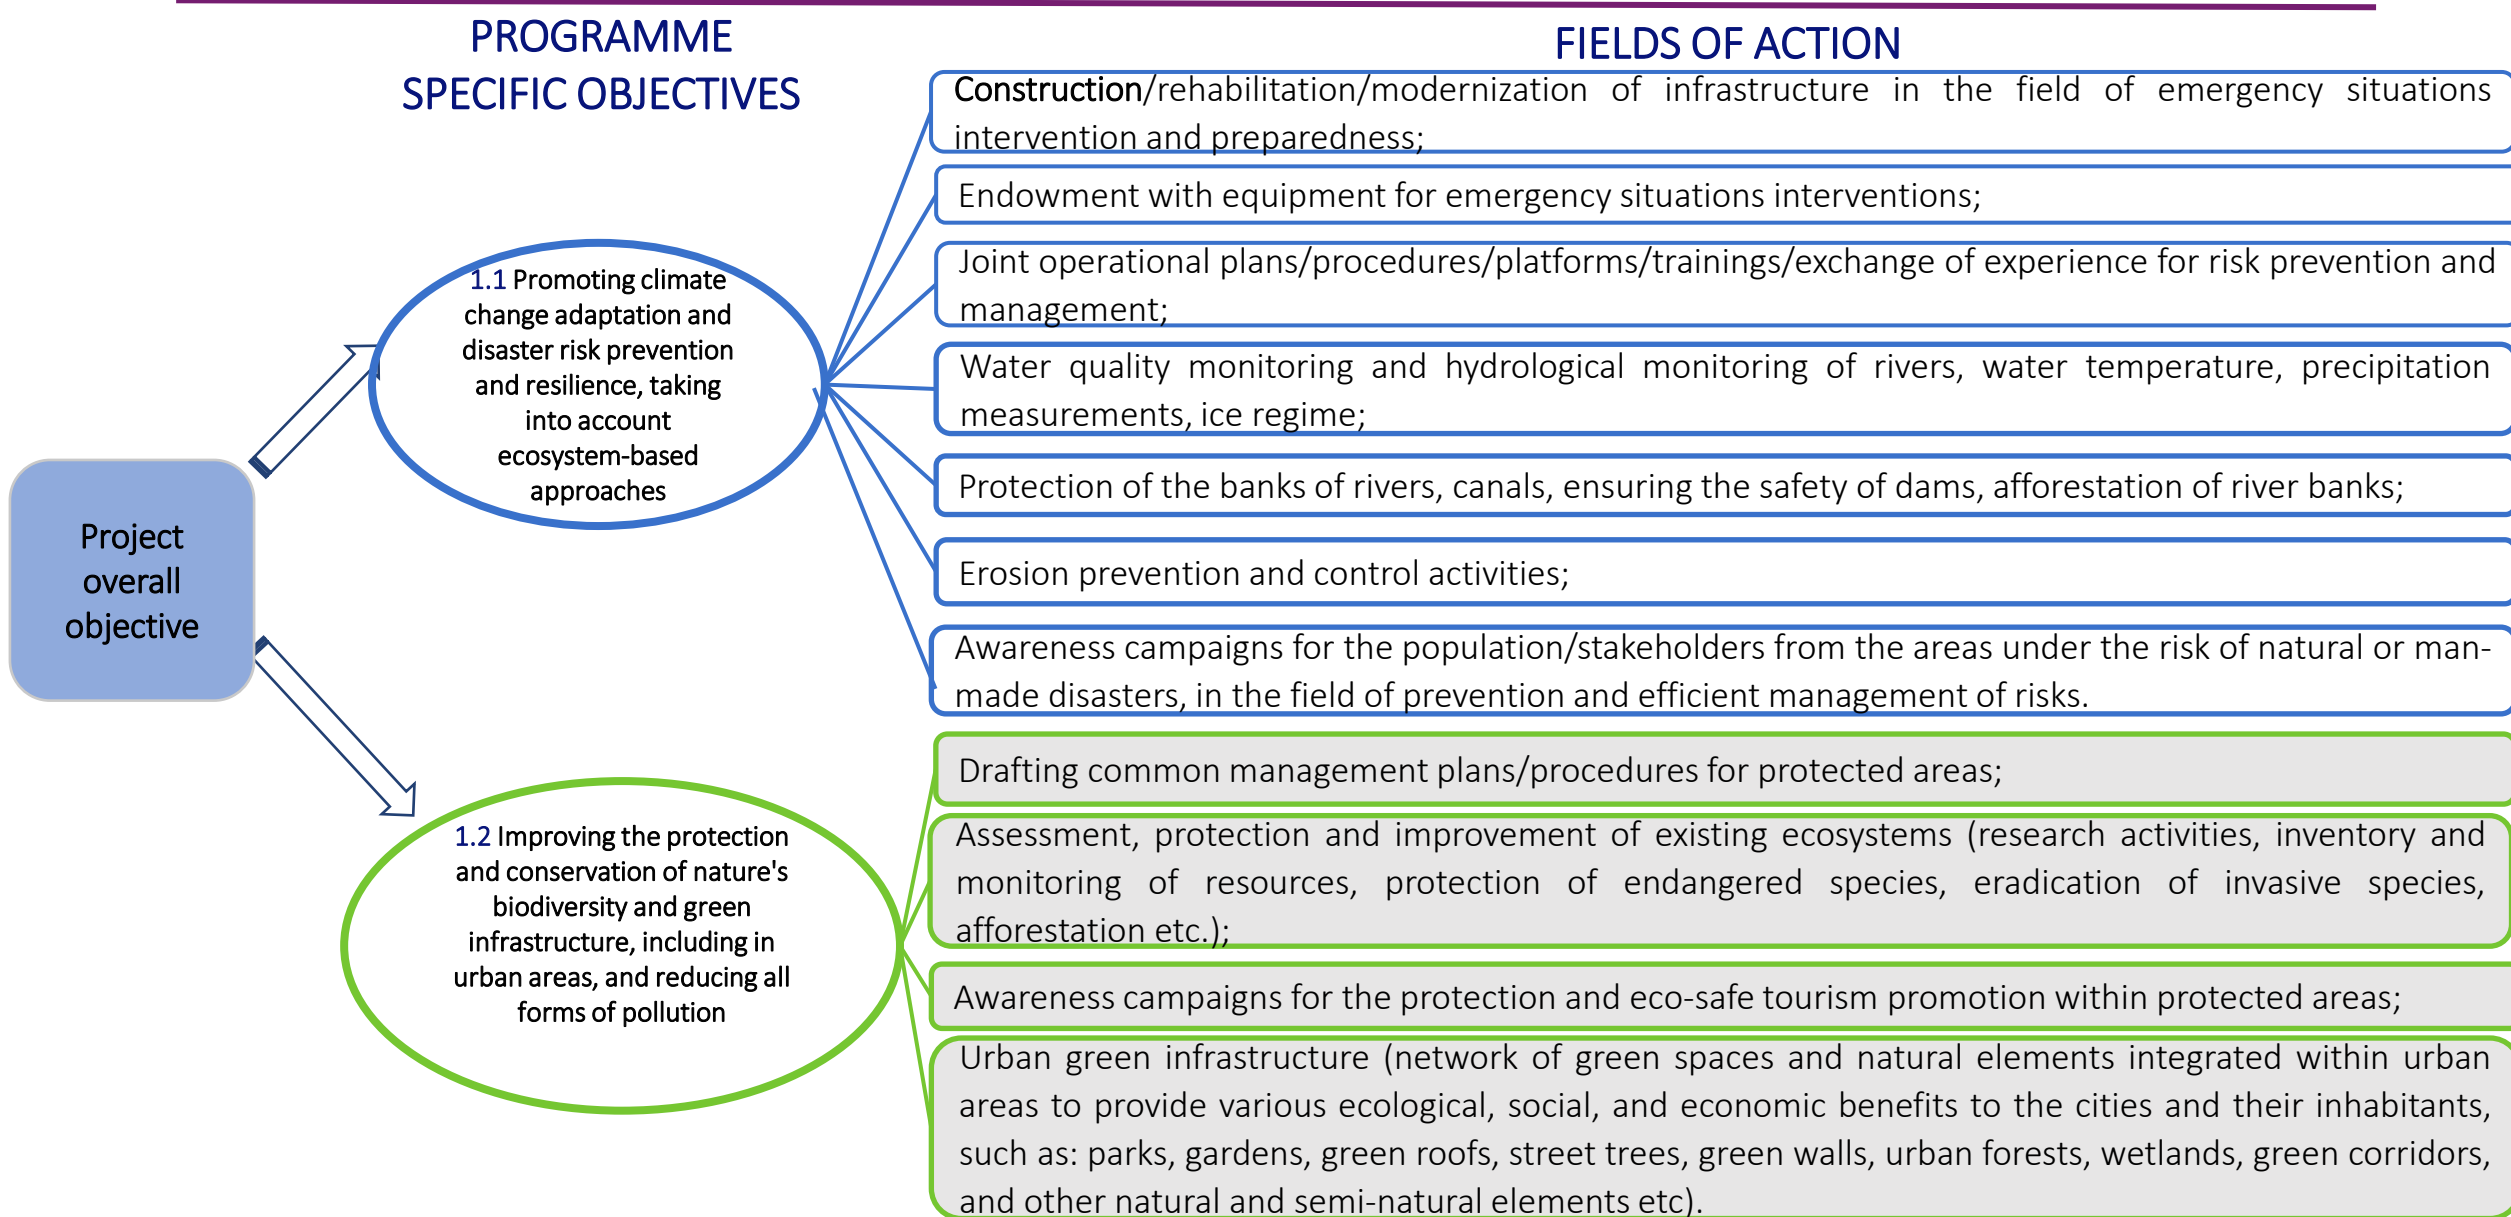 PROGRAMME
SPECIFIC OBJECTIVES
FIELDS OF ACTION
Project
overall
objective
1.1 Promoting climate
change adaptation and
disaster risk prevention
and resilience, taking
into account
ecosystem-based
approaches
Construction/rehabilitation/modernization of infrastructure in the field of emergency situations
intervention and preparedness;
Endowment with equipment for emergency situations interventions;
Joint operational plans/procedures/platforms/trainings/exchange of experience for risk prevention and
management;
Water quality monitoring and hydrological monitoring of rivers, water temperature, precipitation
measurements, ice regime;
Protection of the banks of rivers, canals, ensuring the safety of dams, afforestation of river banks;
Erosion prevention and control activities;
Awareness campaigns for the population/stakeholders from the areas under the risk of natural or man-
made disasters, in the field of prevention and efficient management of risks.
1.2 Improving the protection
and conservation of nature's
biodiversity and green
infrastructure, including in
urban areas, and reducing all
forms of pollution
Drafting common management plans/procedures for protected areas;
Assessment, protection and improvement of existing ecosystems (research activities, inventory and
monitoring of resources, protection of endangered species, eradication of invasive species,
afforestation etc.);
Awareness campaigns for the protection and eco-safe tourism promotion within protected areas;
Urban green infrastructure (network of green spaces and natural elements integrated within urban
areas to provide various ecological, social, and economic benefits to the cities and their inhabitants,
such as: parks, gardens, green roofs, street trees, green walls, urban forests, wetlands, green corridors,
and other natural and semi-natural elements etc).